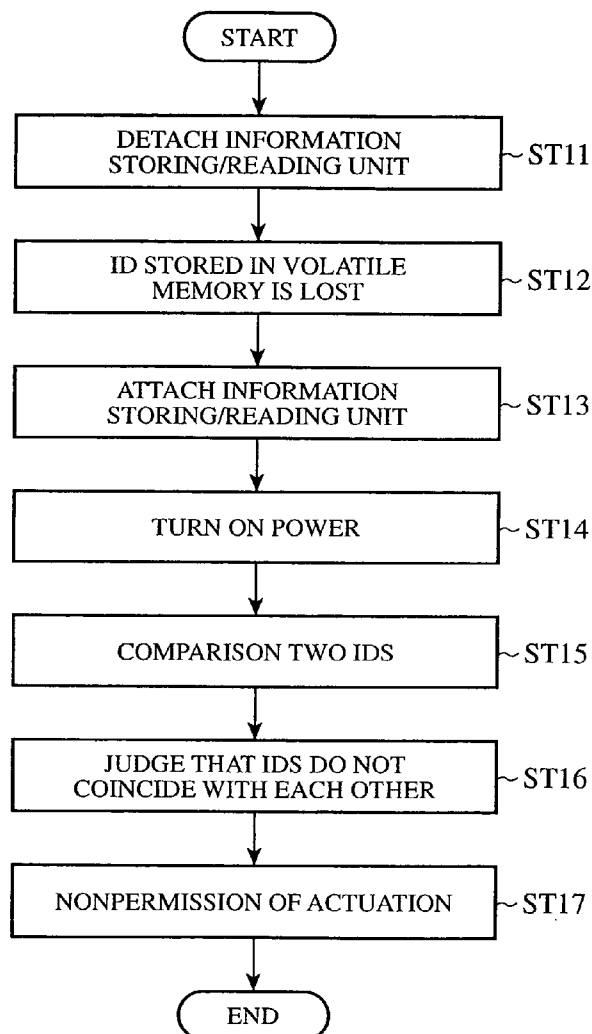 START
DETACH INFORMATION
STORING/READING UNIT
ST11
ID STORED IN VOLATILE
MEMORY IS LOST
ST12
ATTACH INFORMATION
STORING/READING UNIT
ST13
TURN ON POWER
ST14
COMPARISON TWO IDS
ST15
JUDGE THAT IDS DO NOT
COINCIDE WITH EACH OTHER
ST16
NONPERMISSION OF ACTUATION
ST17
END